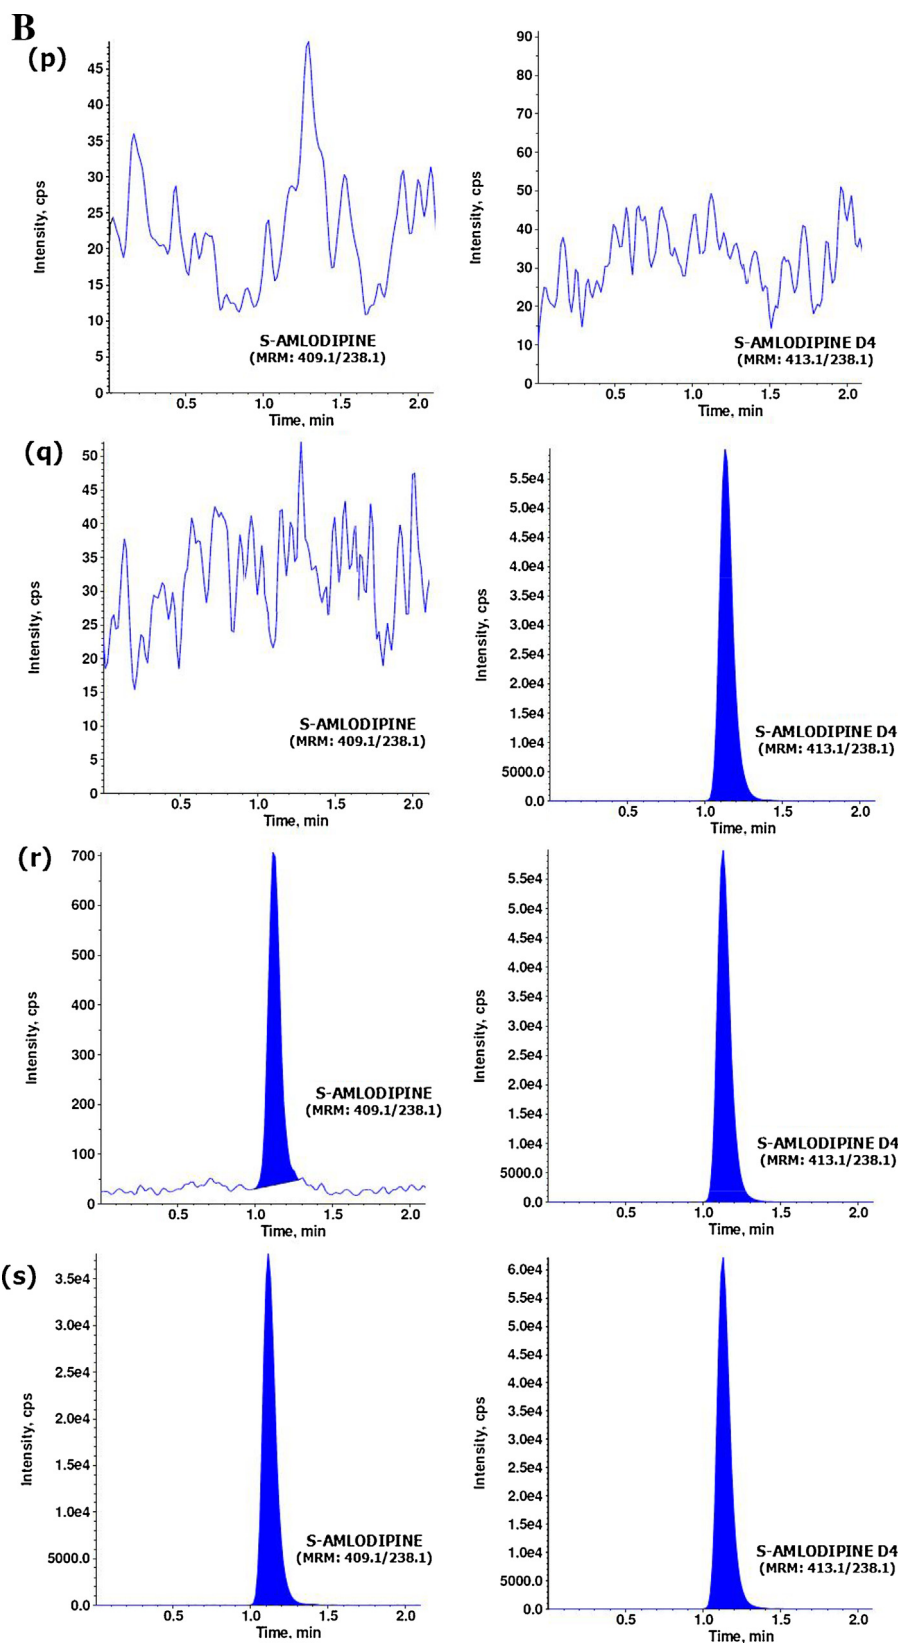 B
(p)
Intensity, cps
45
40
35
30
25
20
15
10
5
0
S-AMLODIPINE
(MRM: 409.1/238.1)
0.5 1.0 1.5 2.0
Time, min
Intensity, cps
90
80
70
60
50
40
30
20
10
0
S-AMLODIPINE D4
(MRM: 413.1/238.1)
0.5 1.0 1.5 2.0
Time, min
(q)
Intensity, cps
50
45
40
35
30
25
20
15
10
5
0
S-AMLODIPINE
(MRM: 409.1/238.1)
0.5 1.0 1.5 2.0
Time, min
Intensity, cps
5.5e4
5.0e4
4.5e4
4.0e4
3.5e4
3.0e4
2.5e4
2.0e4
1.5e4
1.0e4
5000.0
0.0
S-AMLODIPINE D4
(MRM: 413.1/238.1)
0.5 1.0 1.5 2.0
Time, min
(r)
Intensity, cps
700
600
500
400
300
200
100
0
S-AMLODIPINE
(MRM: 409.1/238.1)
0.5 1.0 1.5 2.0
Time, min
Intensity, cps
5.5e4
5.0e4
4.5e4
4.0e4
3.5e4
3.0e4
2.5e4
2.0e4
1.5e4
1.0e4
5000.0
0.0
S-AMLODIPINE D4
(MRM: 413.1/238.1)
0.5 1.0 1.5 2.0
Time, min
(s)
Intensity, cps
3.5e4
3.0e4
2.5e4
2.0e4
1.5e4
1.0e4
5000.0
0.0
S-AMLODIPINE
(MRM: 409.1/238.1)
0.5 1.0 1.5 2.0
Time, min
Intensity, cps
6.0e4
5.5e4
5.0e4
4.5e4
4.0e4
3.5e4
3.0e4
2.5e4
2.0e4
1.5e4
1.0e4
5000.0
0.0
S-AMLODIPINE D4
(MRM: 413.1/238.1)
0.5 1.0 1.5 2.0
Time, min